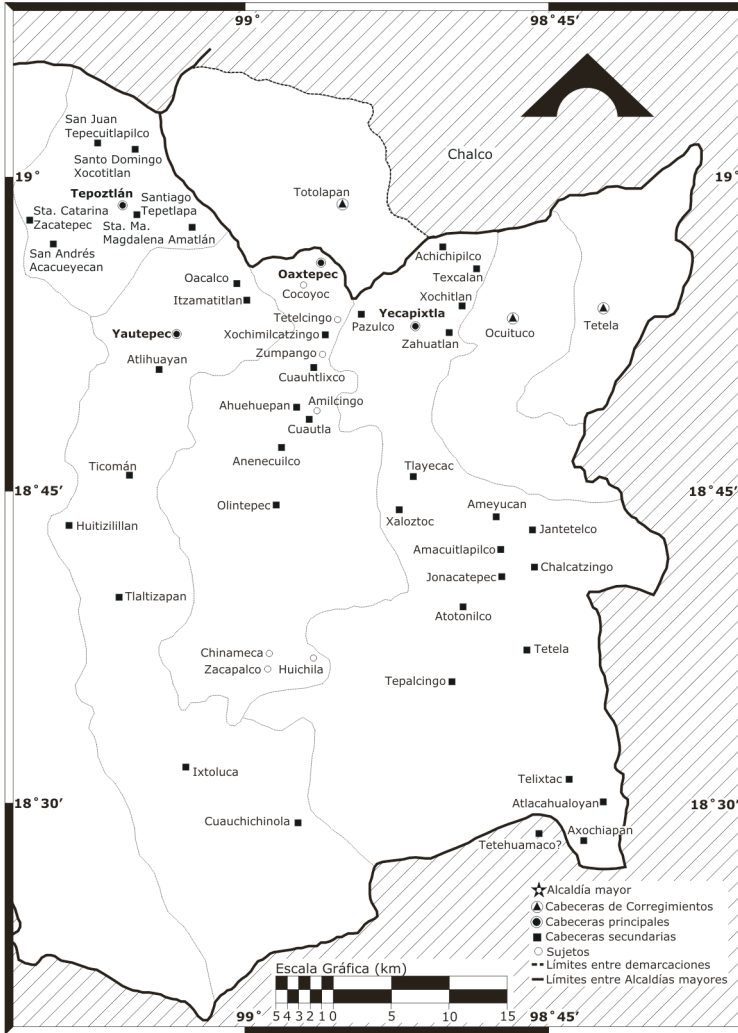 99°
98°45’
Chalco
19°
19°
San Juan
Tepecuitlapilco
Santo Domingo
Xocotitlan
Tepoztlán
Santiago
Tepetlapa
Sta. Catarina
Zacatepec
Sta. Ma.
Magdalena Amatlán
San Andrés
Acacueyecan
Totolapan
Achichipilco
Texcalan
Oaxtepec
Cocoyoc
Oacalco
Itzamatitlan
Xochitlan
Tetelcingo
Pazulco
Yecapixtla
Zahuatlan
Ocuituco
Tetela
Yautepec
Xochimilcatzingo
Zumpango
Atlihuayan
Cuauhtlixco
Ahuehuepan
Amilcingo
Cuautla
Anenecuilco
Ticomán
Tlayecac
18°45’
18°45’
Olintepec
Xaloztoc
Ameyucan
Huitizilillan
Jantetelco
Amacuitlapilco
Jonacatepec
Chalcatzingo
Tlaltizapan
Atotonilco
Chinameca
Zacapalco
Huichila
Tetela
Tepalcingo
Ixtoluca
Telixtac
18°30’
18°30’
Atlacahualoyan
Cuauchichinola
Axochiapan
Tetehuamaco?
Alcaldía mayor
Cabeceras de Corregimientos
Cabeceras principales
Cabeceras secundarias
Sujetos
Límites entre demarcaciones
Límites entre Alcaldías mayores
Escala Gráfica (km)
5 4 3 2 1 0 5 10 15
99°
98°45’